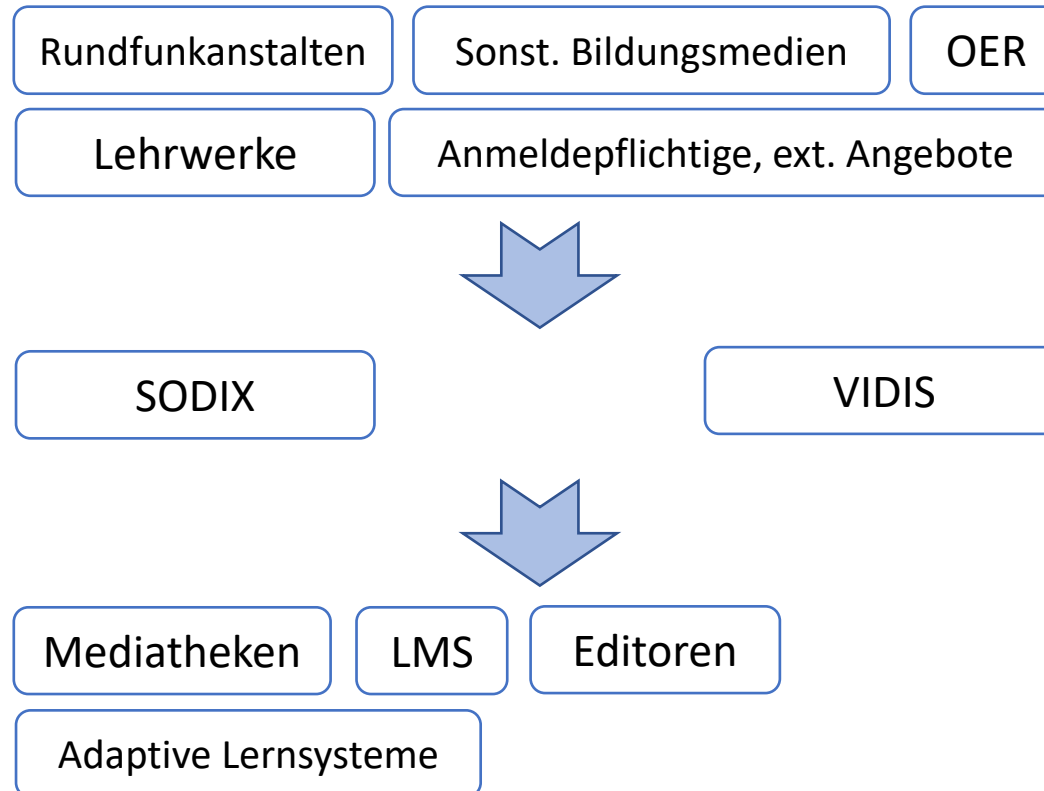 Rundfunkanstalten
Sonst. Bildungsmedien
OER
Lehrwerke
Anmeldepflichtige, ext. Angebote
SODIX
VIDIS
Mediatheken
LMS
Editoren
Adaptive Lernsysteme